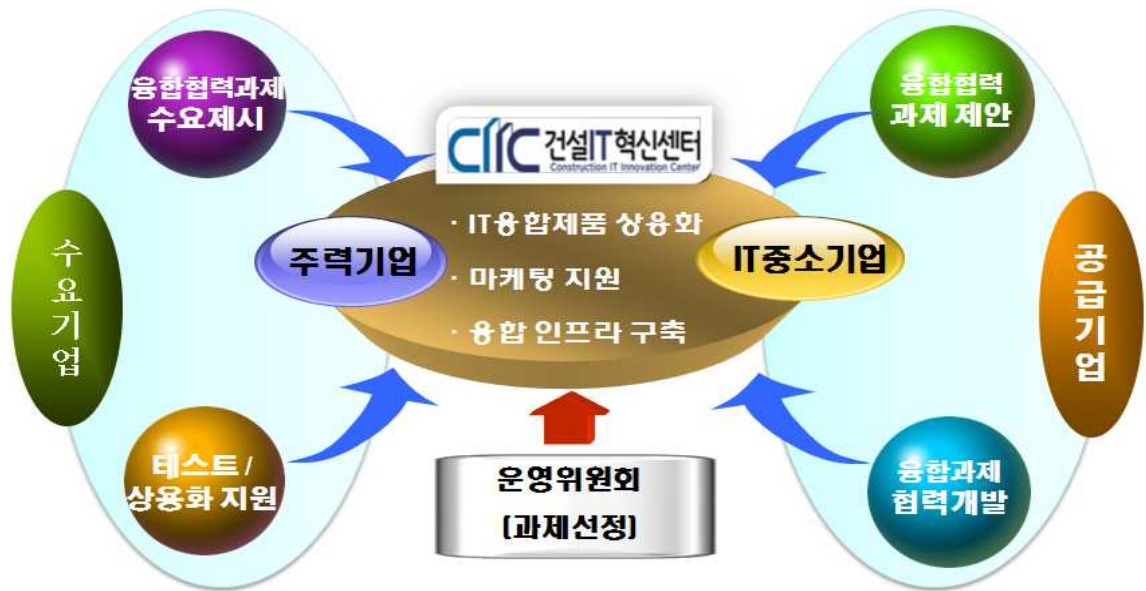 융합협력과제
수요제시
융합협력
과제 제안
CIIC 건설IT혁신센터
Construction IT Innovation Center
· IT융합제품 상용화
주력기업
IT중소기업
· 마케팅 지원
· 융합 인프라 구축
수요기업
공급기업
테스트 /
상용화 지원
운영위원회
(과제선정)
융합과제
협력개발